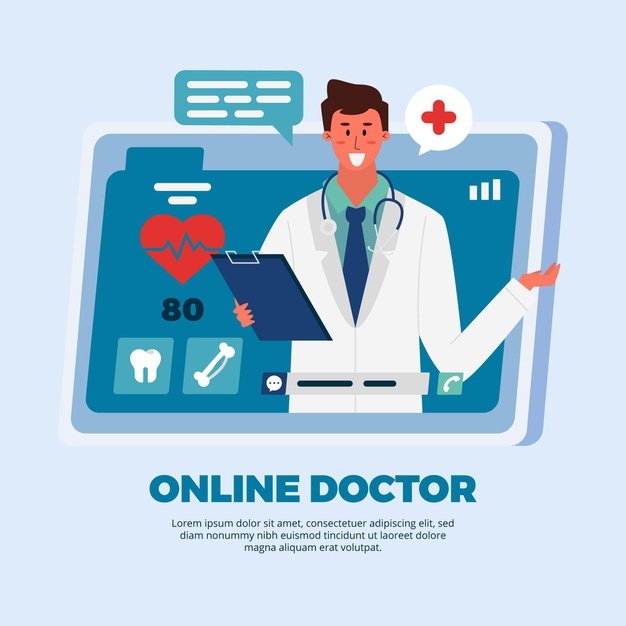 80
ONLINE DOCTOR
Lorem ipsum dolor sit amet, consectetuer adipiscing elit, sed
diam nonummy nibh euismod tincidunt ut laoreet dolore
magna aliquam erat volutpat.